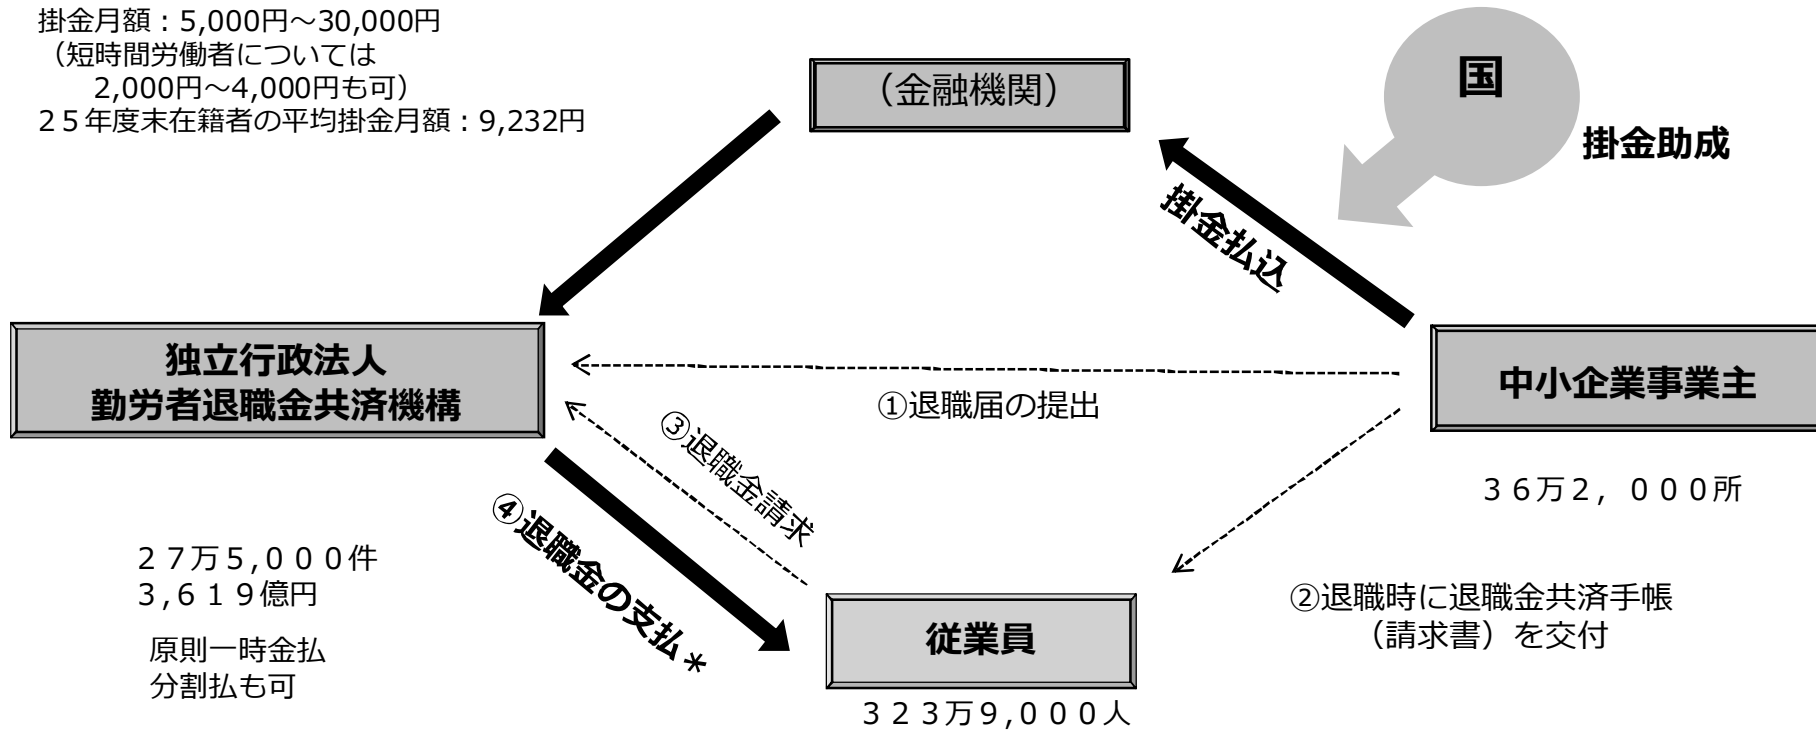 掛金月額：5,000円～30,000円
（短時間労働者については
2,000円～4,000円も可）
２５年度末在籍者の平均掛金月額：9,232円
（金融機関）
国
掛金助成
掛金払込
独立行政法人
勤労者退職金共済機構
中小企業事業主
①退職届の提出
③退職金請求
④退職金の支払＊
３６万２，０００所
２７万５,０００件
３,６１９億円
原則一時金払
分割払も可
②退職時に退職金共済手帳
（請求書）を交付
従業員
３２３万９,０００人